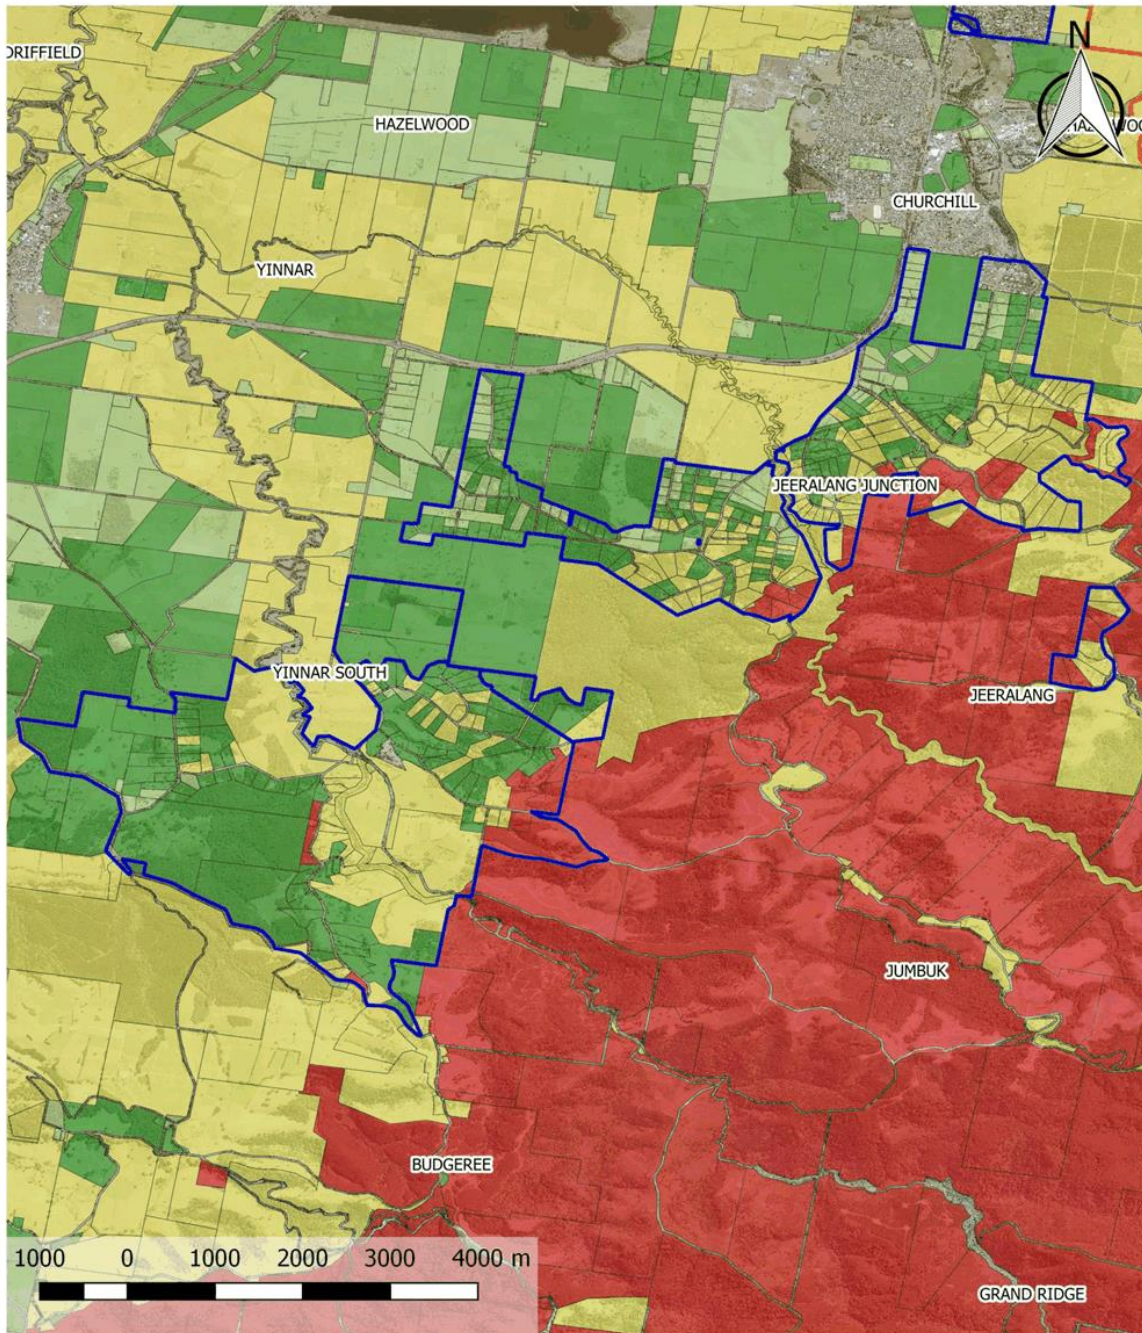 N
DRIFFIELD
HAZELWOOD
CHURCHILL
YINNAR
JEERALANG JUNCTION
YINNAR SOUTH
JEERALANG
JUMBUK
BUDGEREE
1000 0 1000 2000 3000 4000 m
GRAND RIDGE